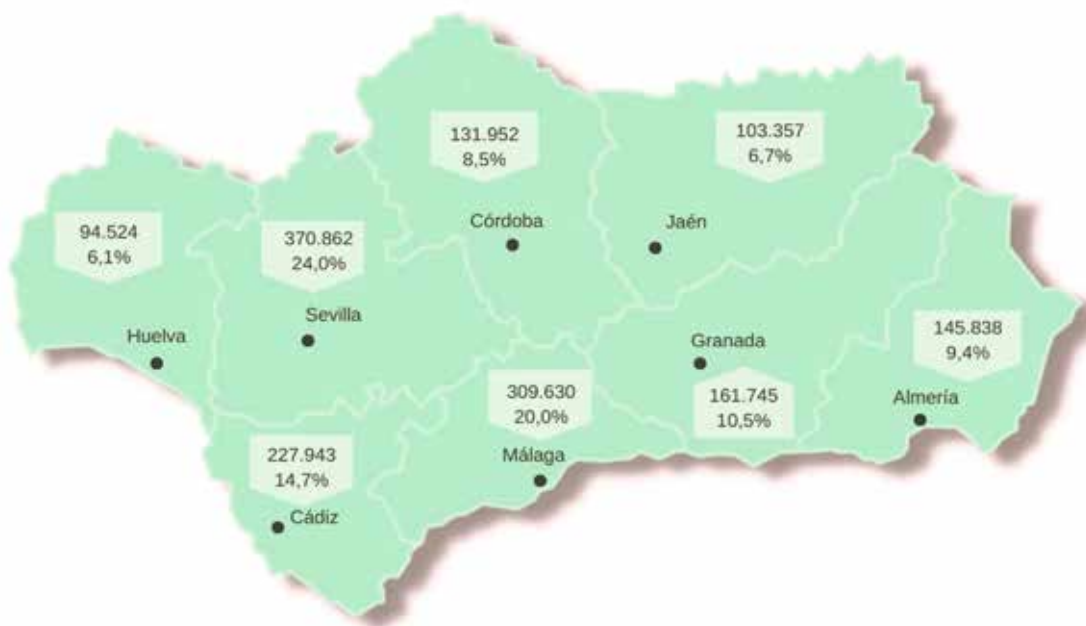 131.952
8,5%
Córdoba
103.357
6,7%
Jaén
94.524
6,1%
Huelva
370.862
24,0%
Sevilla
309.630
20,0%
Málaga
Granada
161.745
10,5%
145.838
9,4%
Almería
227.943
14,7%
Cádiz